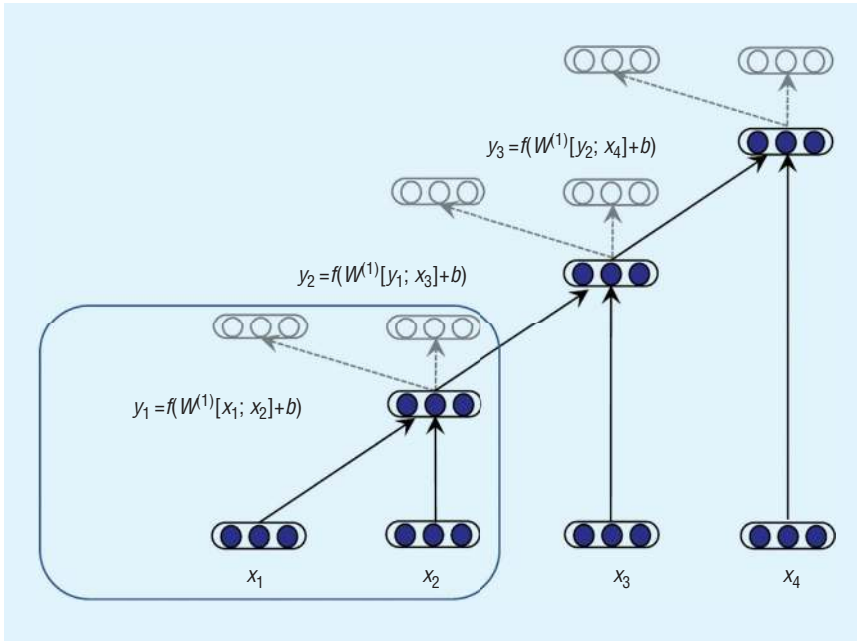 y₃=f(W⁽¹⁾[y₂; x₄]+b)
y₂=f(W⁽¹⁾[y₁; x₃]+b)
y₁=f(W⁽¹⁾[x₁; x₂]+b)
x₁ x₂ x₃ x₄